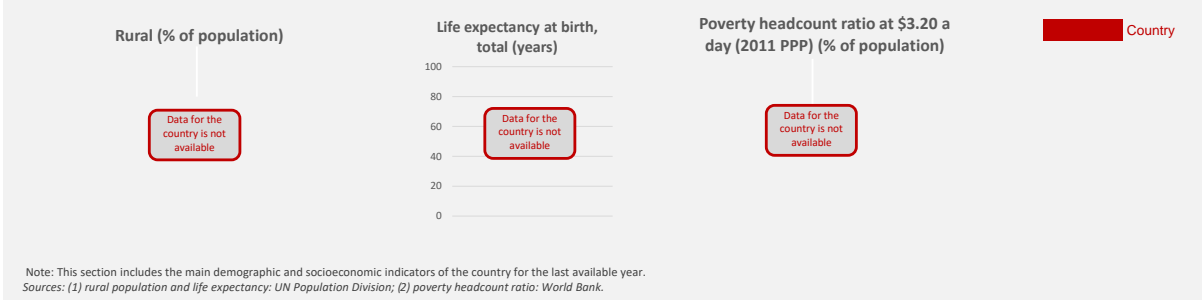 Rural (% of population)
Data for the
country is not
available
Life expectancy at birth,
total (years)
100
80
60
40
20
0
Data for the
country is not
available
Poverty headcount ratio at $3.20 a
day (2011 PPP) (% of population)
Data for the
country is not
available
Country
Note: This section includes the main demographic and socioeconomic indicators of the country for the last available year.
Sources: (1) rural population and life expectancy: UN Population Division; (2) poverty headcount ratio: World Bank.